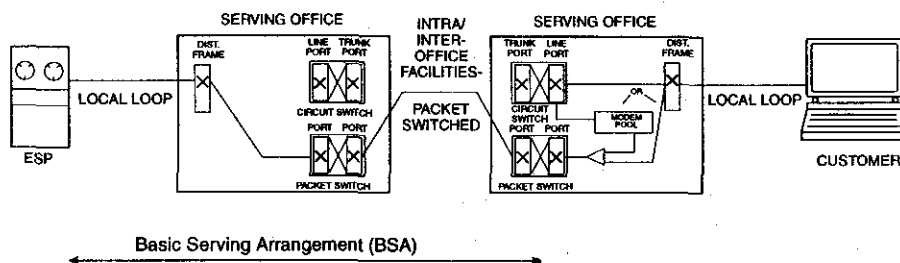 SERVING OFFICE
INTRA/
INTER-
OFFICE
FACILITIES-
PACKET
SWITCHED
SERVING OFFICE
DIST.
FRAME
LINE
PORT
TRUNK
PORT
CIRCUIT SWITCH
PORT
PORT
PACKET SWITCH
TRUNK
PORT
LINE
PORT
DIST.
FRAME
OR
CIRCUIT
SWITCH
MODEM
POOL
PORT
PORT
PACKET SWITCH
LOCAL LOOP
LOCAL LOOP
ESP
CUSTOMER
Basic Serving Arrangement (BSA)